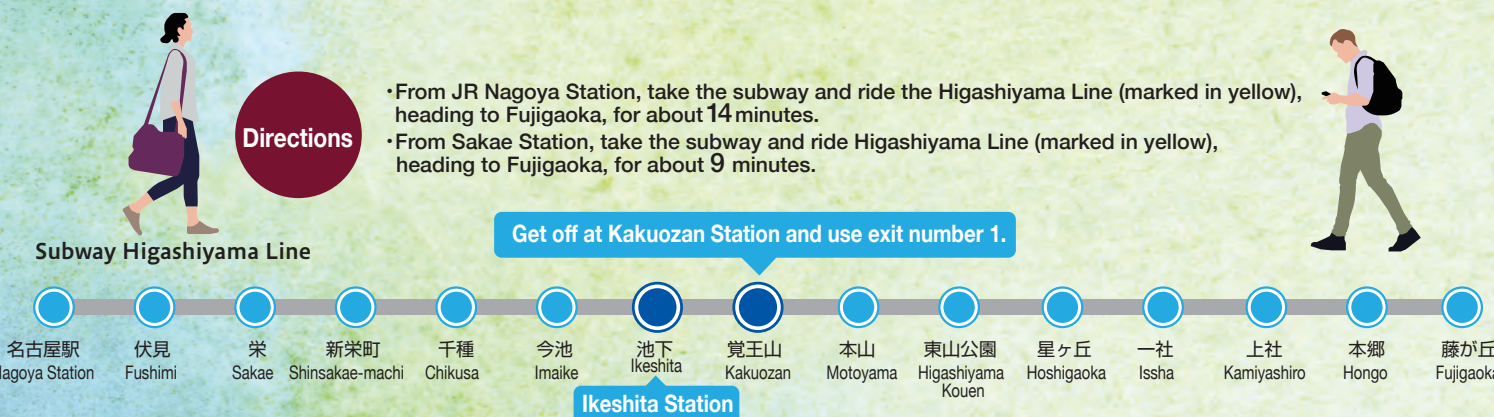 Directions
・From JR Nagoya Station, take the subway and ride the Higashiyama Line (marked in yellow),
heading to Fujigaoka, for about 14 minutes.
・From Sakae Station, take the subway and ride Higashiyama Line (marked in yellow),
heading to Fujigaoka, for about 9 minutes.
Get off at Kakuozan Station and use exit number 1.
Subway Higashiyama Line
名古屋駅 伏見 栄 新栄町 千種 今池 池下 覚王山 本山 東山公園 星ヶ丘 一社 上社 本郷 藤が丘
Nagoya Station Fushimi Sakae Shinsakae-machi Chikusa Imaike Ikeshita Kakuozan Motoyama Higashiyama Hoshigaoka Issha Kamiyashiro Hongo Fujigaoka
Kouen
Ikeshita Station